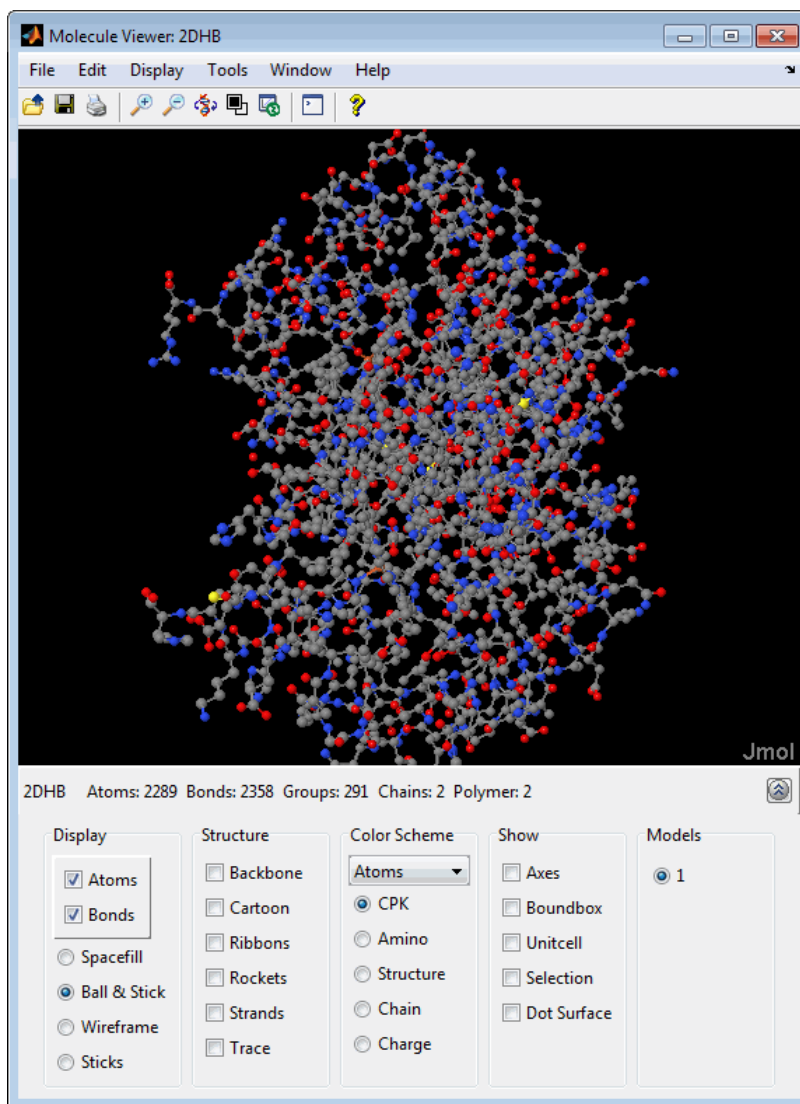 Molecule Viewer: 2DHB
File Edit Display Tools Window Help
Jmol
2DHB Atoms: 2289 Bonds: 2358 Groups: 291 Chains: 2 Polymer: 2
Display Structure Color Scheme Show Models
Atoms Backbone Atoms Axes 1
Bonds Cartoon CPK Boundbox
Spacefill Ribbons Amino Unitcell
Ball & Stick Rockets Structure Selection
Wireframe Strands Chain Dot Surface
Sticks Trace Charge